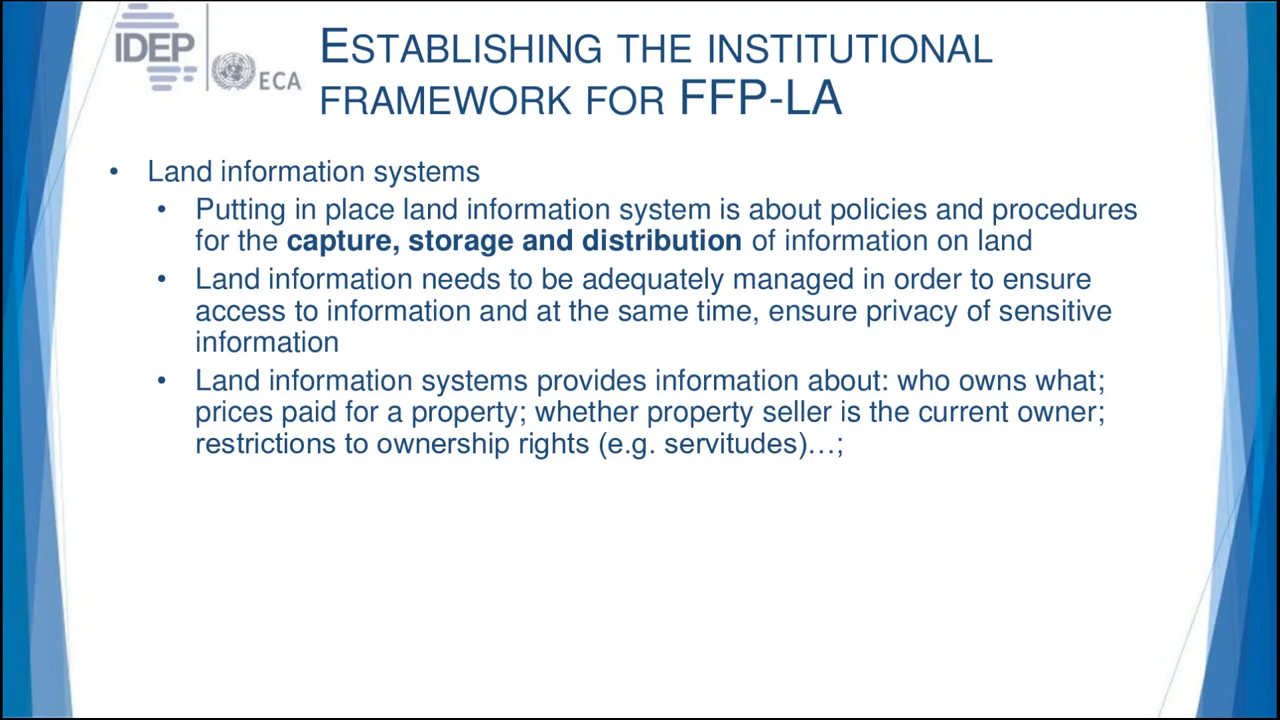 IDEP
ECA
ESTABLISHING THE INSTITUTIONAL
FRAMEWORK FOR FFP-LA
• Land information systems
• Putting in place land information system is about policies and procedures
for the capture, storage and distribution of information on land
• Land information needs to be adequately managed in order to ensure
access to information and at the same time, ensure privacy of sensitive
information
• Land information systems provides information about: who owns what;
prices paid for a property; whether property seller is the current owner;
restrictions to ownership rights (e.g. servitudes)…;